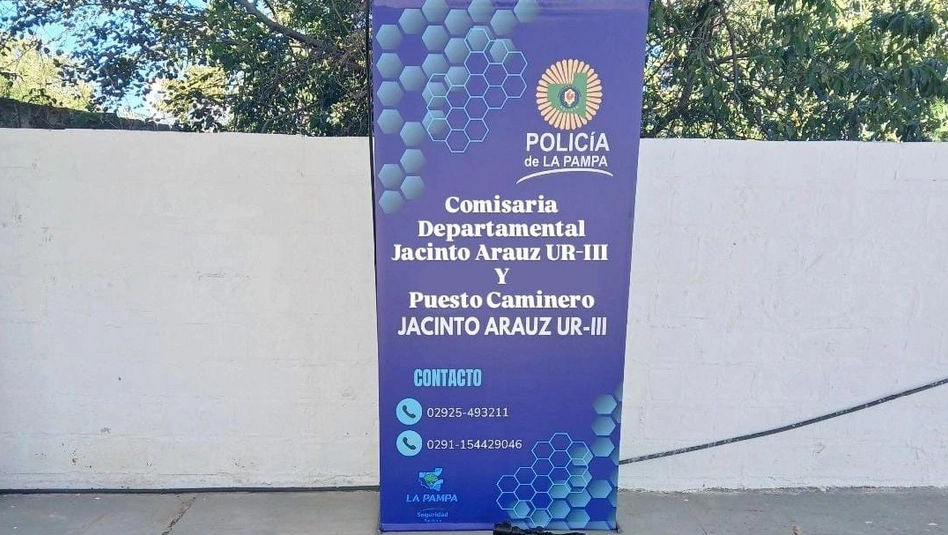 POLICÍA
de LA PAMPA
Comisaria
Departamental
Jacinto Arauz UR-III
Y
Puesto Caminero
JACINTO ARAUZ UR-III
CONTACTO
02925-493211
0291-154429046
LA PAMPA
Seguridad